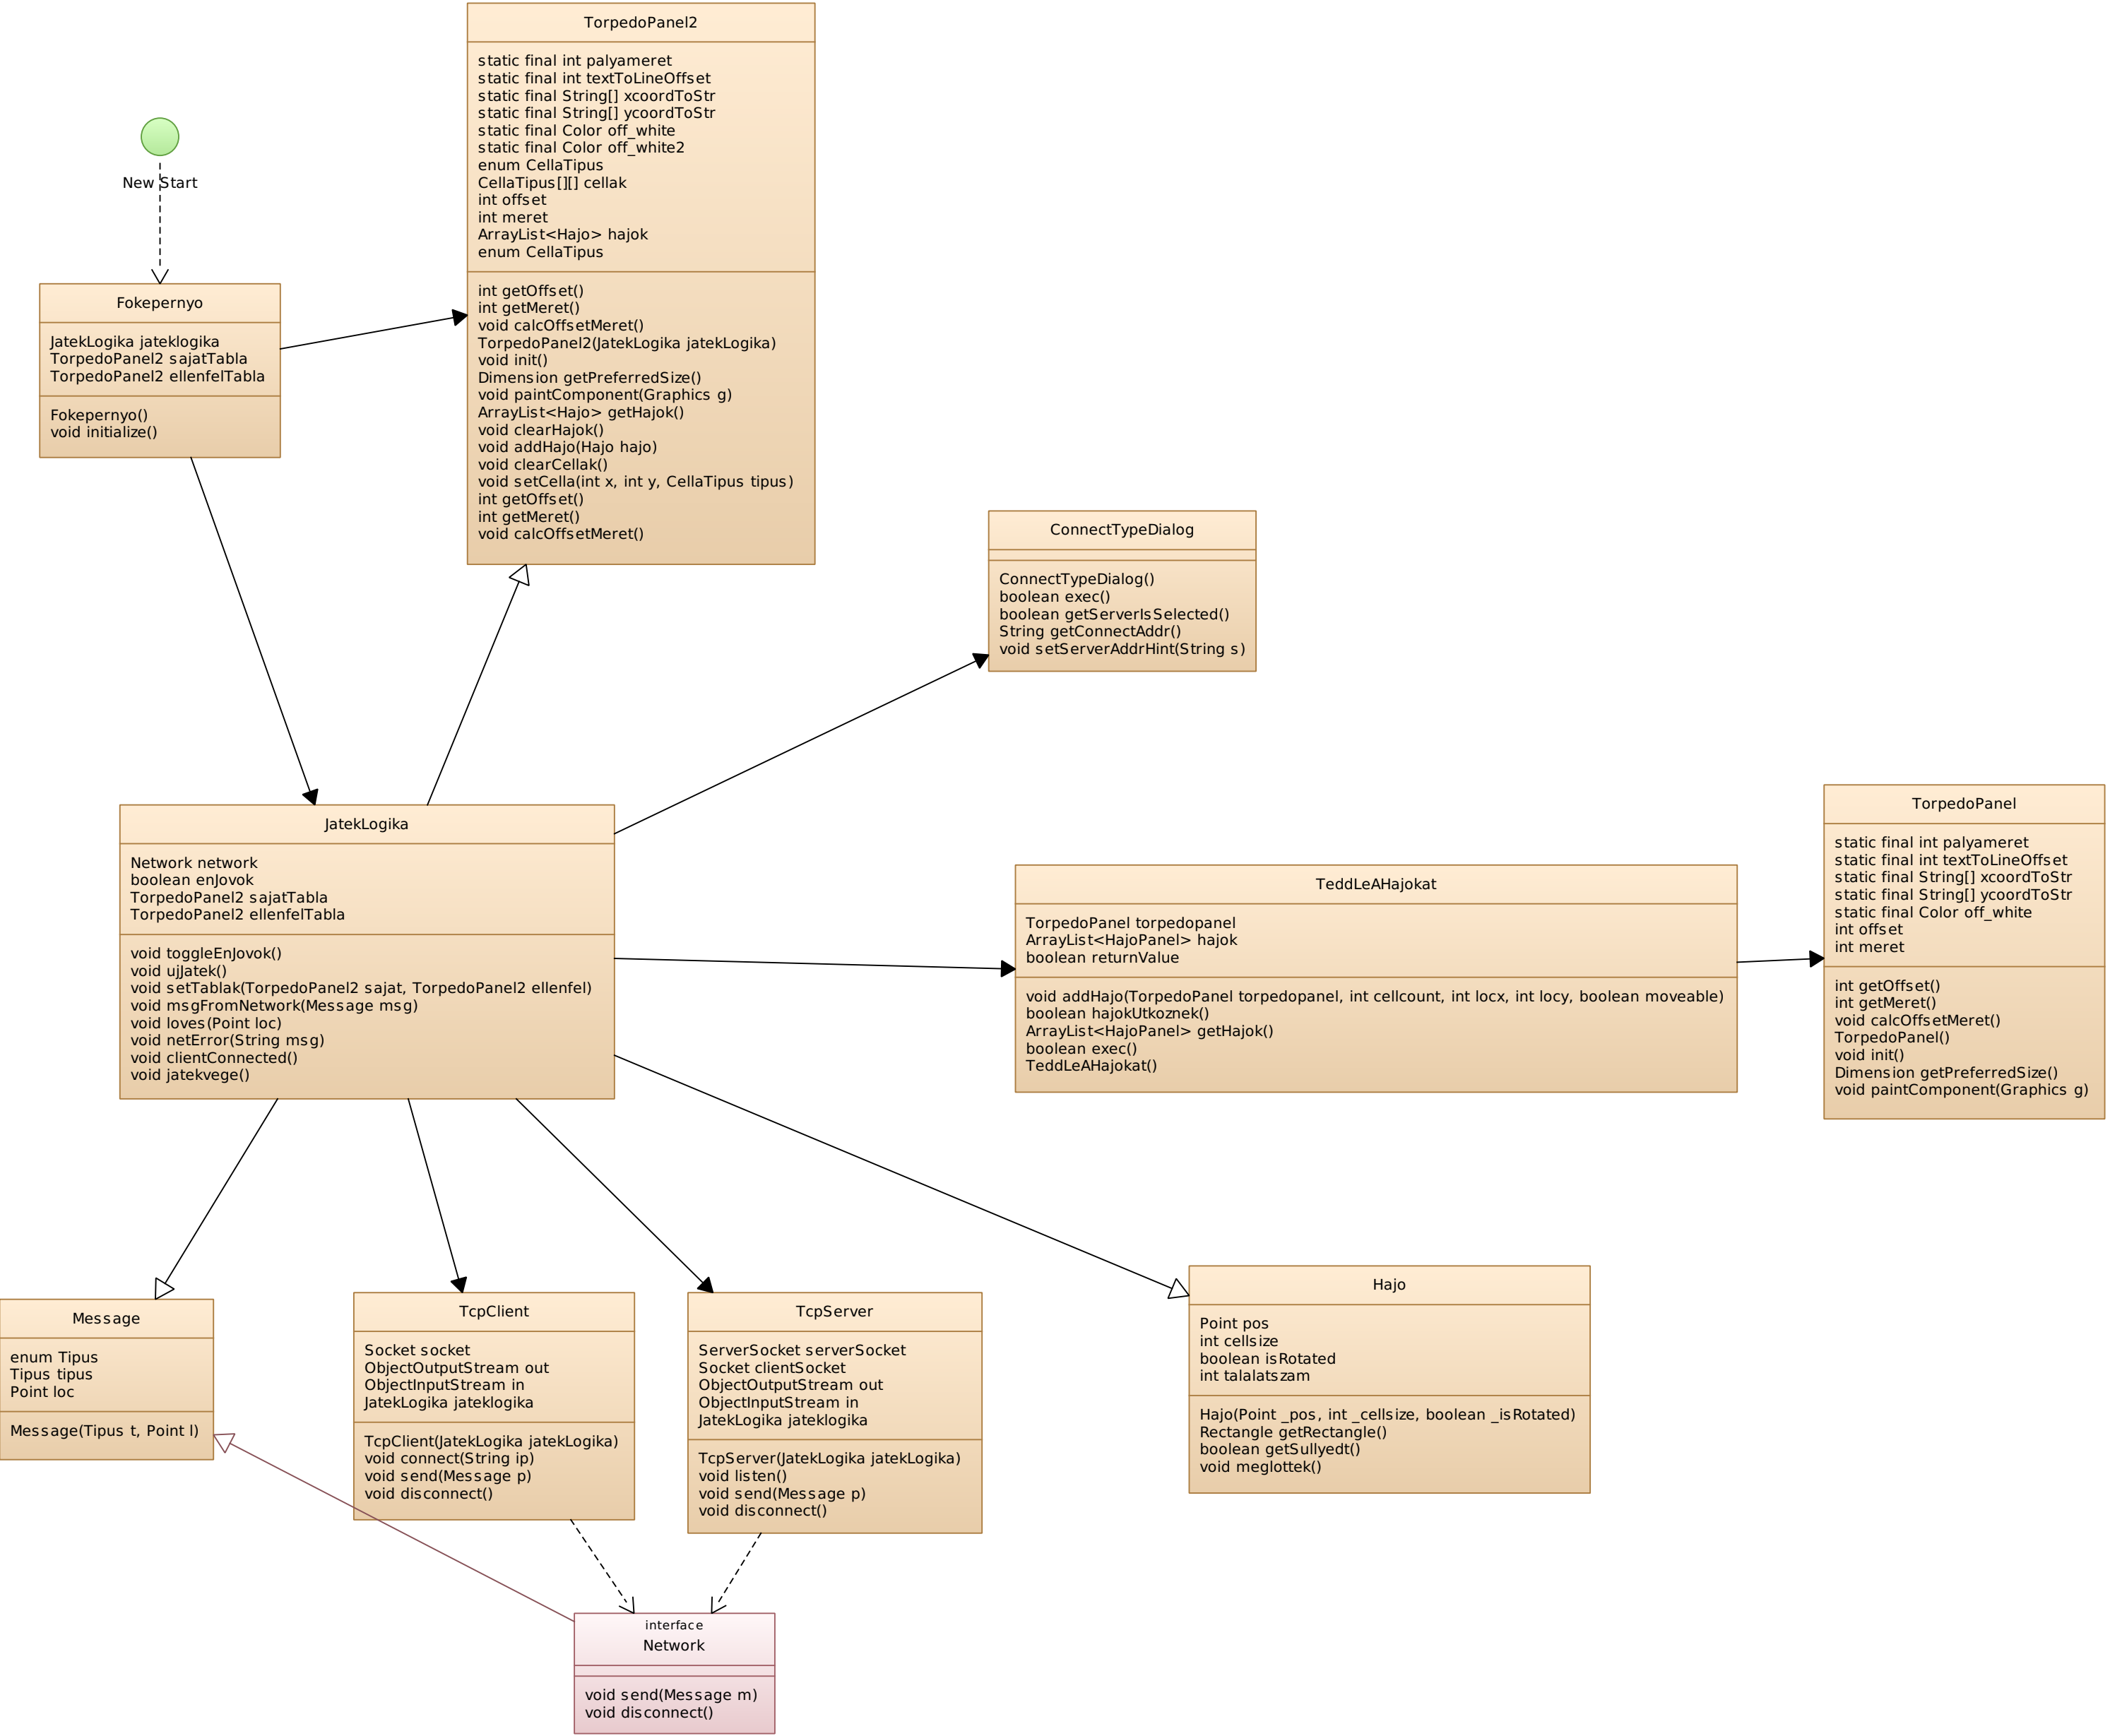 TorpedoPanel2
static final int palyameret
static final int textToLineOffset
static final String[] xcoordToStr
static final String[] ycoordToStr
static final Color off_white
static final Color off_white2
enum CellaTipus
CellaTipus[][] cellak
int offset
int meret
ArrayList<Hajo> hajok
enum CellaTipus
int getOffset()
int getMeret()
void calcOffsetMeret()
TorpedoPanel2(JatekLogika jatekLogika)
void init()
Dimension getPreferredSize()
void paintComponent(Graphics g)
ArrayList<Hajo> getHajok()
void clearHajok()
void addHajo(Hajo hajo)
void clearCellak()
void setCella(int x, int y, CellaTipus tipus)
int getOffset()
int getMeret()
void calcOffsetMeret()
New Start
Fokepernyo
JatekLogika jateklogika
TorpedoPanel2 sajatTabla
TorpedoPanel2 ellenfelTabla
Fokepernyo()
void initialize()
ConnectTypeDialog
ConnectTypeDialog()
boolean exec()
boolean getServerIsSelected()
String getConnectAddr()
void setServerAddrHint(String s)
JatekLogika
Network network
boolean enJovok
TorpedoPanel2 sajatTabla
TorpedoPanel2 ellenfelTabla
void toggleEnJovok()
void ujJatek()
void setTablak(TorpedoPanel2 sajat, TorpedoPanel2 ellenfel)
void msgFromNetwork(Message msg)
void loves(Point loc)
void netError(String msg)
void clientConnected()
void jatekvege()
TeddLeAHajokat
TorpedoPanel torpedopanel
ArrayList<HajoPanel> hajok
boolean returnValue
void addHajo(TorpedoPanel torpedopanel, int cellcount, int locx, int locy, boolean moveable)
boolean hajokUtkoznek()
ArrayList<HajoPanel> getHajok()
boolean exec()
TeddLeAHajokat()
TorpedoPanel
static final int palyameret
static final int textToLineOffset
static final String[] xcoordToStr
static final String[] ycoordToStr
static final Color off_white
int offset
int meret
int getOffset()
int getMeret()
void calcOffsetMeret()
TorpedoPanel()
void init()
Dimension getPreferredSize()
void paintComponent(Graphics g)
Message
enum Tipus
Tipus tipus
Point loc
Message(Tipus t, Point l)
TcpClient
Socket socket
ObjectOutputStream out
ObjectInputStream in
JatekLogika jateklogika
TcpClient(JatekLogika jatekLogika)
void connect(String ip)
void send(Message p)
void disconnect()
TcpServer
ServerSocket serverSocket
Socket clientSocket
ObjectOutputStream out
ObjectInputStream in
JatekLogika jateklogika
TcpServer(JatekLogika jatekLogika)
void listen()
void send(Message p)
void disconnect()
Hajo
Point pos
int cellsize
boolean isRotated
int talalatszam
Hajo(Point _pos, int _cellsize, boolean _isRotated)
Rectangle getRectangle()
boolean getSullyedt()
void meglottek()
interface
Network
void send(Message m)
void disconnect()